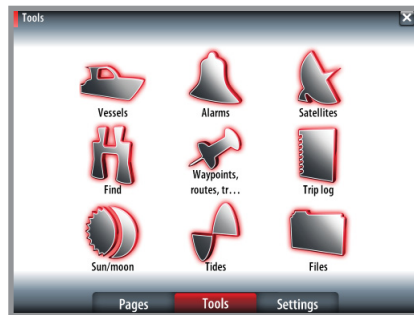 Tools
Vessels
Alarms
Satellites
Find
Waypoints,
routes, tr...
Trip log
Sun/moon
Tides
Files
Pages
Tools
Settings